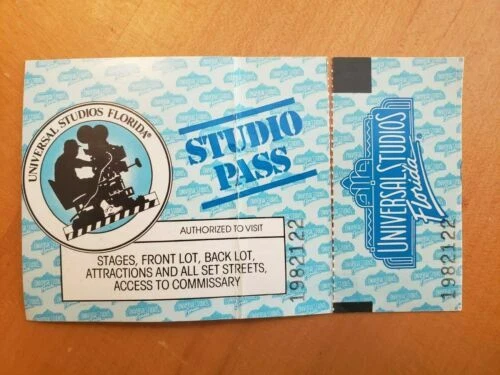 UNIVERSAL STUDIOS FLORIDA®
STUDIO
PASS
AUTHORIZED TO VISIT
STAGES, FRONT LOT, BACK LOT,
ATTRACTIONS AND ALL SET STREETS,
ACCESS TO COMMISSARY
1982122
UNIVERSAL STUDIOS
Florida®
1982122